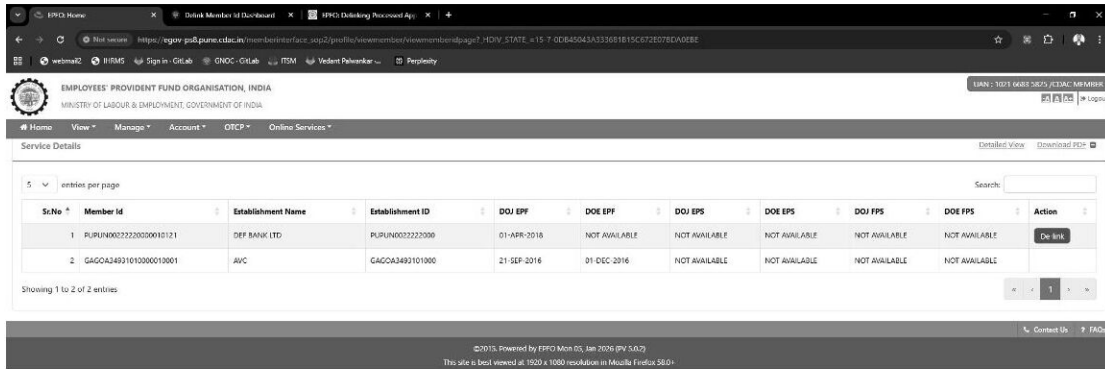 EPFO: Home
Delink Member Id Dashboard
EPFO: Delinking Processed App
Not secure https://egov-ps8.pune.cdac.in/memberinterface_sop2/profile/viewmember/viewmemberidpage?_HDIV_STATE_=15-7-0DB45043A333681B15C672E07BDA0EBE
webmail2 IHRMS Sign in · GitLab GNOC · GitLab ITSM Vedant Palwankar Perplexity
EMPLOYEES' PROVIDENT FUND ORGANISATION, INDIA
MINISTRY OF LABOUR & EMPLOYMENT, GOVERNMENT OF INDIA
UAN : 1021 6683 5825 /CDAC MEMBER
Logout
Home View Manage Account OTCP Online Services
Service Details Detailed View Download PDF
5 entries per page Search:
Sr.No Member Id Establishment Name Establishment ID DOJ EPF DOE EPF DOJ EPS DOE EPS DOJ FPS DOE FPS Action
1 PUPUN00222220000010121 DEF BANK LTD PUPUN0022222000 01-APR-2018 NOT AVAILABLE NOT AVAILABLE NOT AVAILABLE NOT AVAILABLE NOT AVAILABLE De link
2 GAGOA34931010000010001 AVC GAGOA3493101000 21-SEP-2016 01-DEC-2016 NOT AVAILABLE NOT AVAILABLE NOT AVAILABLE NOT AVAILABLE
Showing 1 to 2 of 2 entries « ‹ 1 › »
Contact Us ? FAQs
©2015. Powered by EPFO Mon 05, Jan 2026 (PV 5.0.2)
This site is best viewed at 1920 x 1080 resolution in Mozilla Firefox 58.0+